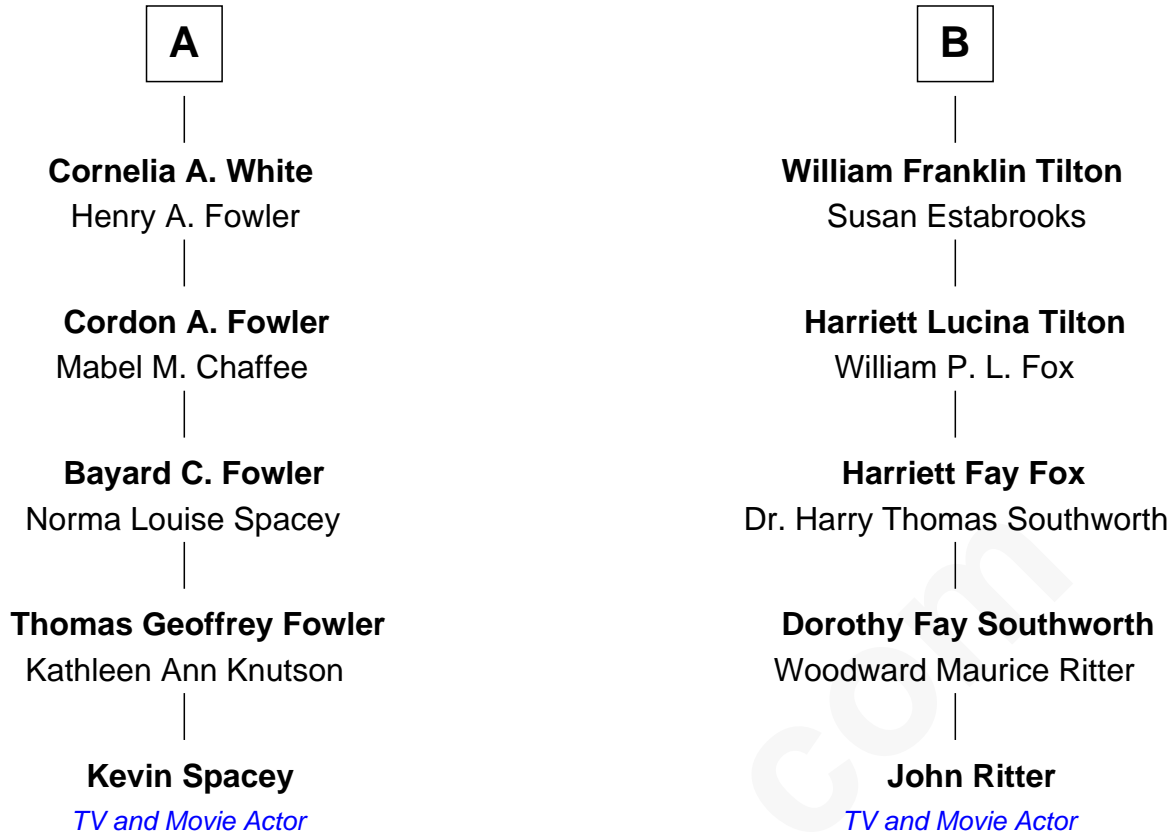 A
Cornelia A. White
Henry A. Fowler
Cordon A. Fowler
Mabel M. Chaffee
Bayard C. Fowler
Norma Louise Spacey
Thomas Geoffrey Fowler
Kathleen Ann Knutson
Kevin Spacey
TV and Movie Actor
B
William Franklin Tilton
Susan Estabrooks
Harriett Lucina Tilton
William P. L. Fox
Harriett Fay Fox
Dr. Harry Thomas Southworth
Dorothy Fay Southworth
Woodward Maurice Ritter
John Ritter
TV and Movie Actor
com